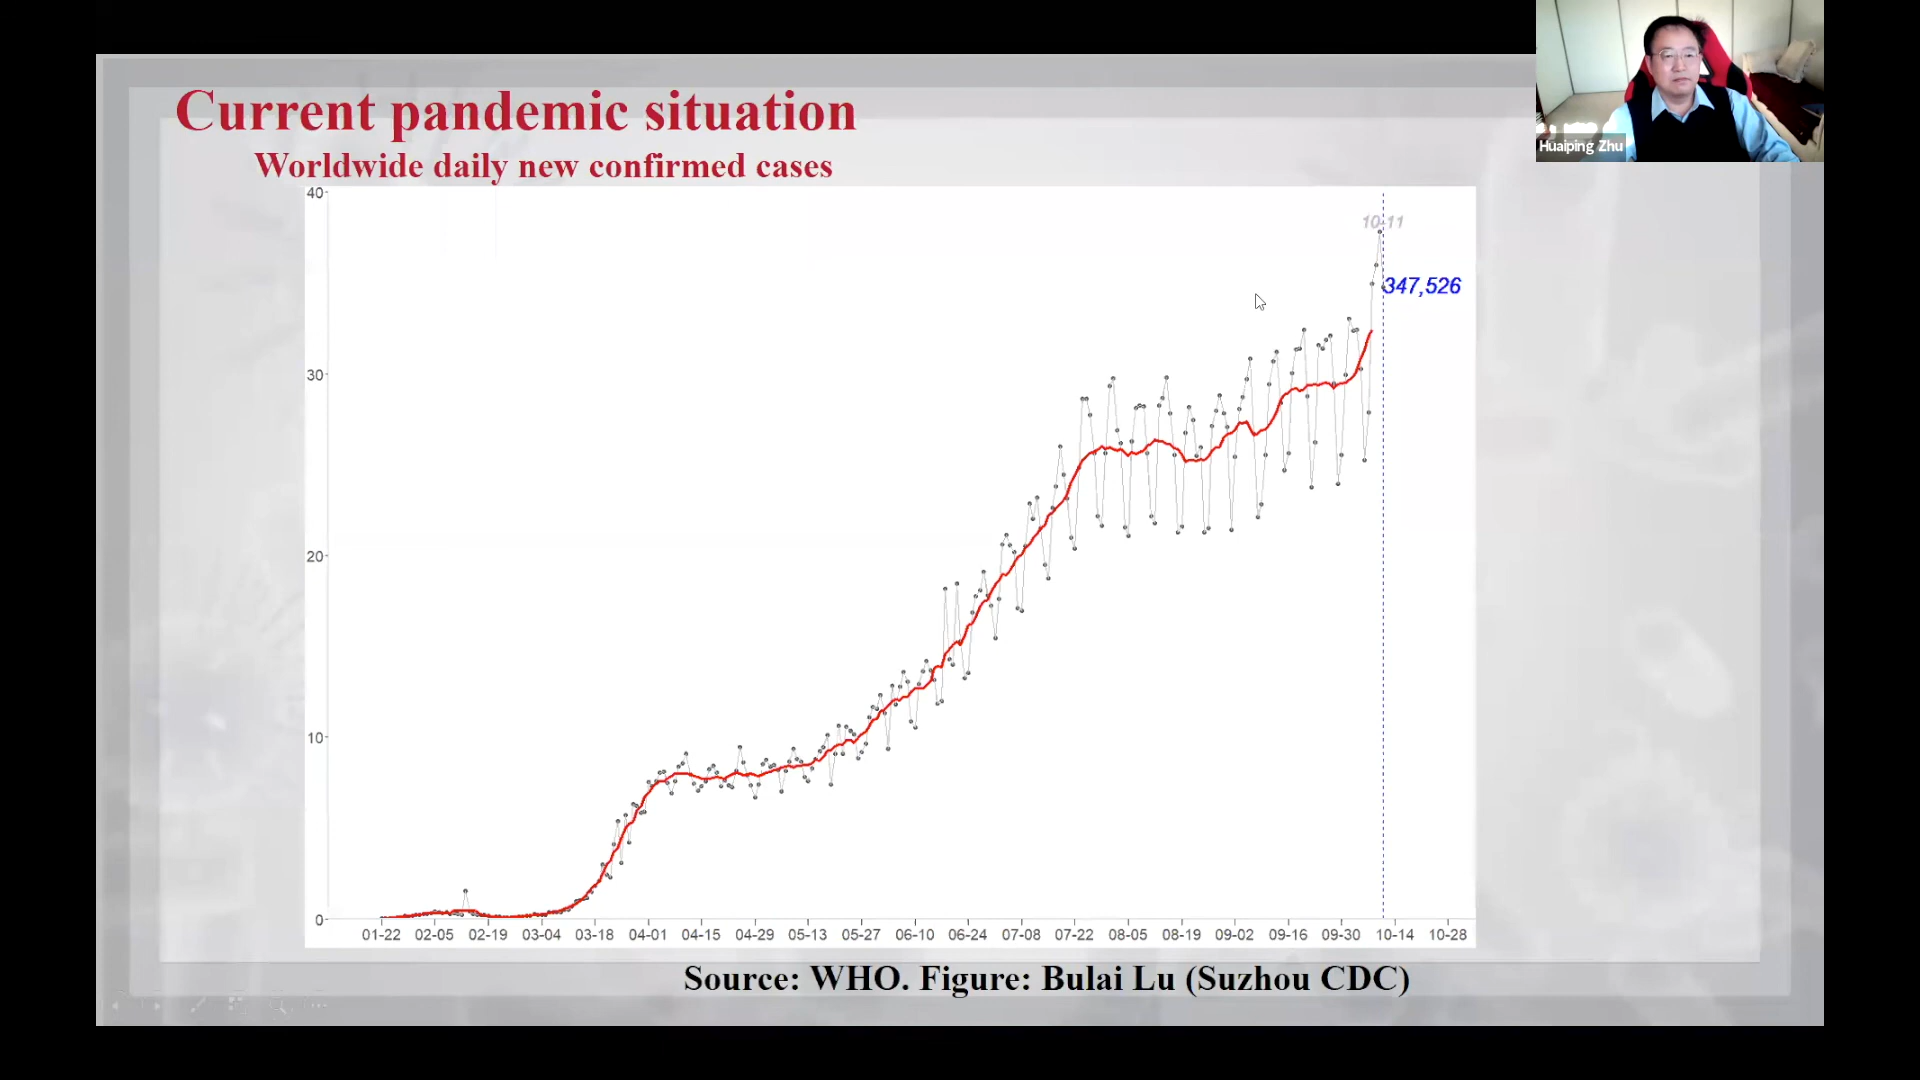 Current pandemic situation
Worldwide daily new confirmed cases
Huaiping Zhu
40
10-11
347,526
30
20
10
0
01-22 02-05 02-19 03-04 03-18 04-01 04-15 04-29 05-13 05-27 06-10 06-24 07-08 07-22 08-05 08-19 09-02 09-16 09-30 10-14 10-28
Source: WHO. Figure: Bulai Lu (Suzhou CDC)